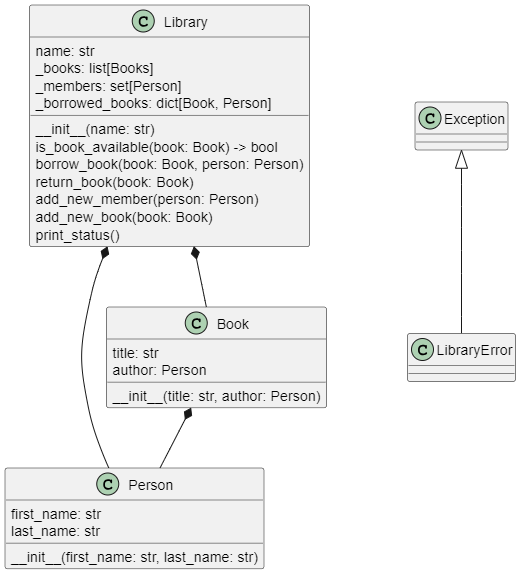 C Library
name: str
_books: list[Books]
_members: set[Person]
_borrowed_books: dict[Book, Person]
__init__(name: str)
is_book_available(book: Book) -> bool
borrow_book(book: Book, person: Person)
return_book(book: Book)
add_new_member(person: Person)
add_new_book(book: Book)
print_status()
C Exception
C Book
title: str
author: Person
__init__(title: str, author: Person)
C LibraryError
C Person
first_name: str
last_name: str
__init__(first_name: str, last_name: str)